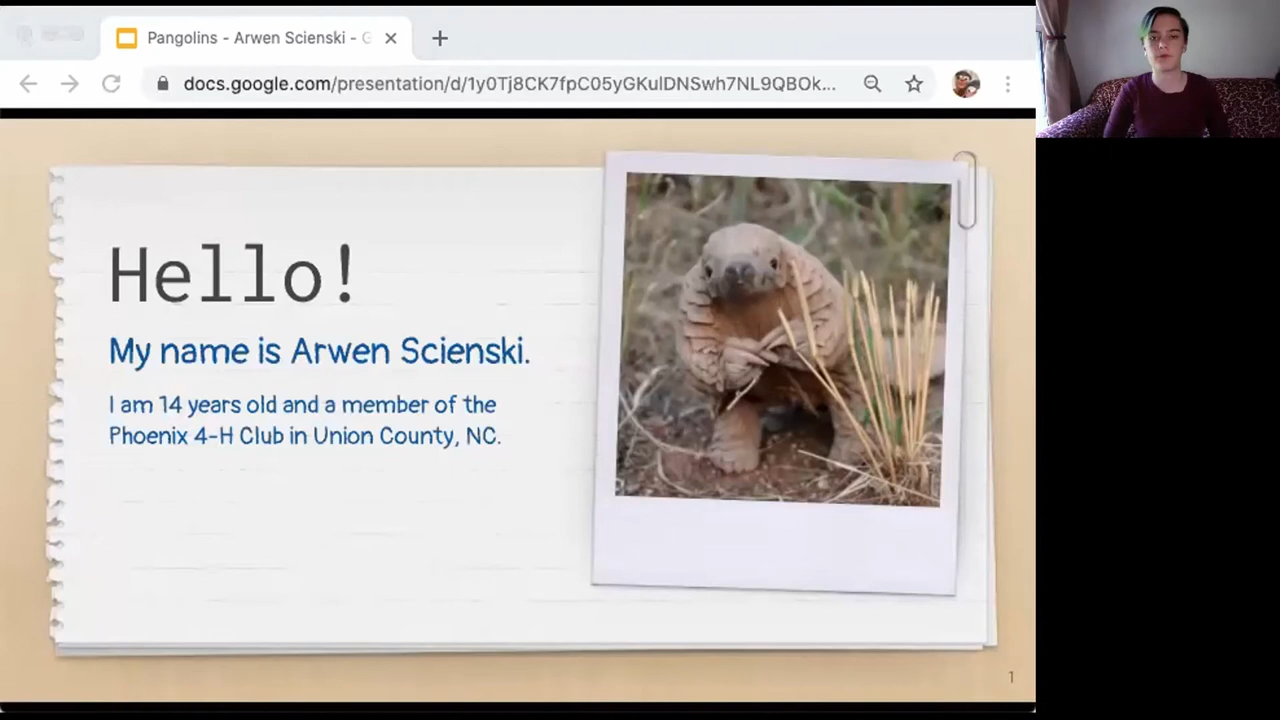 Pangolins - Arwen Scienski - G
docs.google.com/presentation/d/1y0Tj8CK7fpC05yGKulDNSwh7NL9QBOk...
Hello!
My name is Arwen Scienski.
I am 14 years old and a member of the
Phoenix 4-H Club in Union County, NC.
1